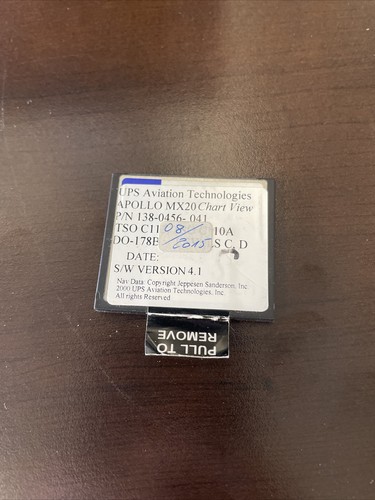 UPS Aviation Technologies
APOLLO MX20 Chart View
P/N 138-0456- 041
TSO C11 10A
08/2015
DO-178B S C, D
DATE:
S/W VERSION 4.1
Nav Data: Copyright Jeppesen Sanderson, Inc.
2000 UPS Aviation Technologies, Inc.
All rights Reserved
PULL TO
REMOVE